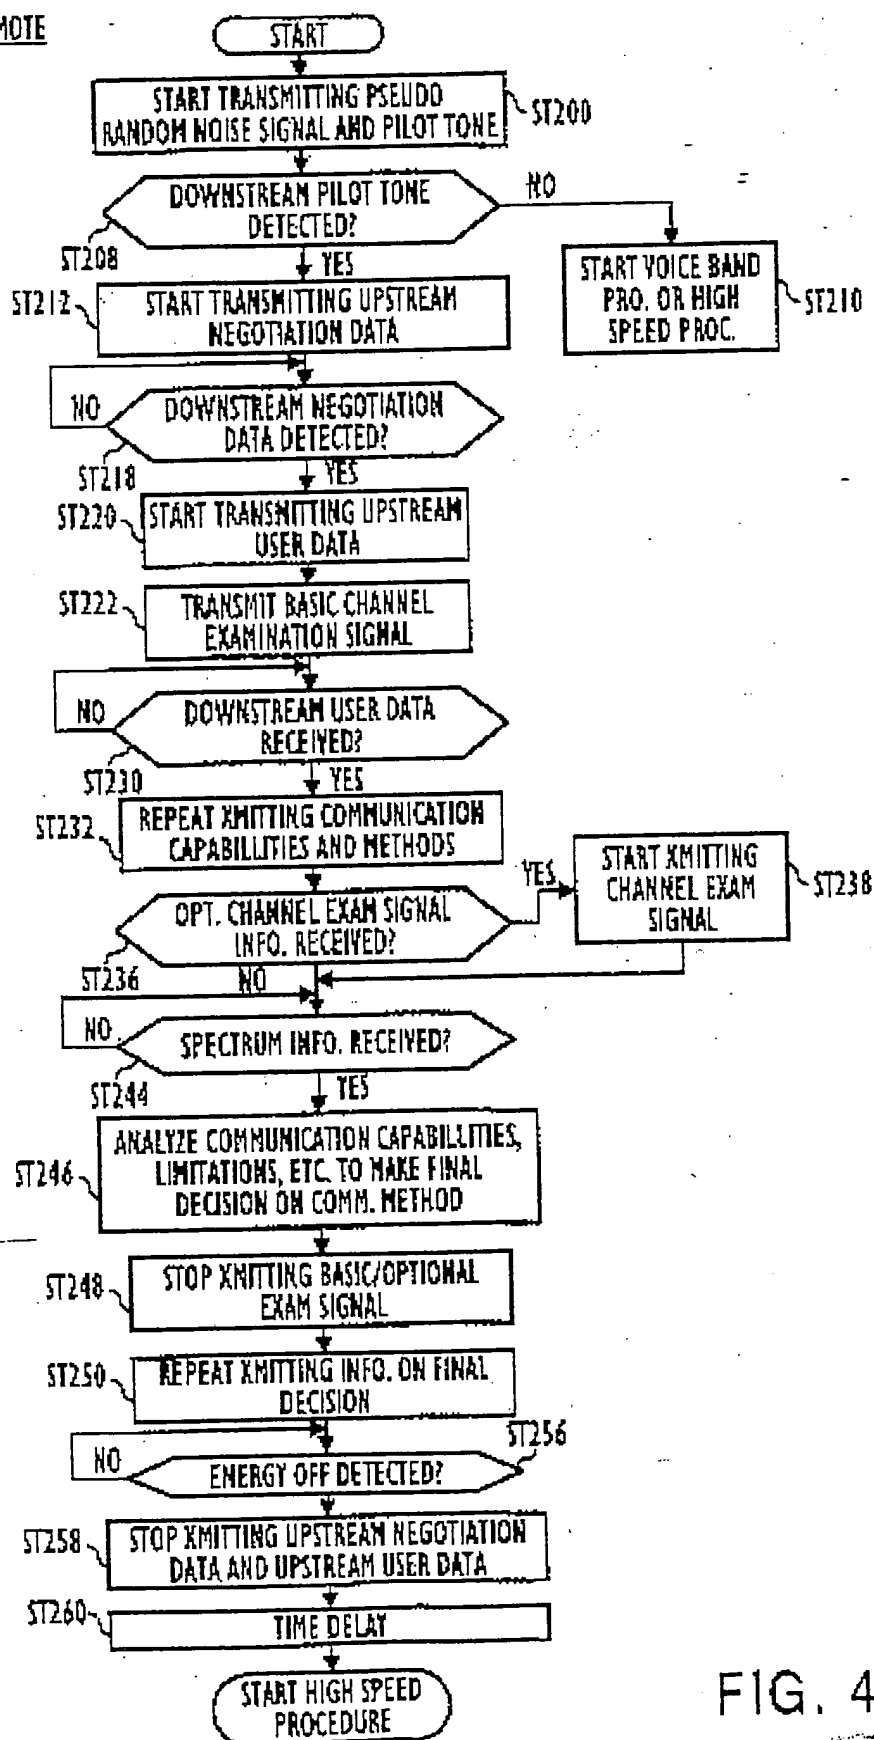 MOTE
START
START TRANSMITTING PSEUDO
RANDOM NOISE SIGNAL AND PILOT TONE
ST200
DOWNSTREAM PILOT TONE
DETECTED?
NO
ST208
YES
START VOICE BAND
PRO. OR HIGH
SPEED PROC.
ST210
ST212
START TRANSMITTING UPSTREAM
NEGOTIATION DATA
NO
DOWNSTREAM NEGOTIATION
DATA DETECTED?
ST218
YES
ST220
START TRANSMITTING UPSTREAM
USER DATA
ST222
TRANSMIT BASIC CHANNEL
EXAMINATION SIGNAL
NO
DOWNSTREAM USER DATA
RECEIVED?
ST230
YES
ST232
REPEAT XMITTING COMMUNICATION
CAPABILLITIES AND METHODS
YES
START XMITTING
CHANNEL EXAM
SIGNAL
ST238
OPT. CHANNEL EXAM SIGNAL
INFO. RECEIVED?
ST236
NO
NO
SPECTRUM INFO. RECEIVED?
ST244
YES
ST246
ANALYZE COMMUNICATION CAPABILLITIES,
LIMITATIONS, ETC. TO MAKE FINAL
DECISION ON COMM. METHOD
ST248
STOP XMITTING BASIC/OPTIONAL
EXAM SIGNAL
ST250
REPEAT XMITTING INFO. ON FINAL
DECISION
ST256
NO
ENERGY OFF DETECTED?
ST258
STOP XMITTING UPSTREAM NEGOTIATION
DATA AND UPSTREAM USER DATA
ST260
TIME DELAY
START HIGH SPEED
PROCEDURE
FIG. 4